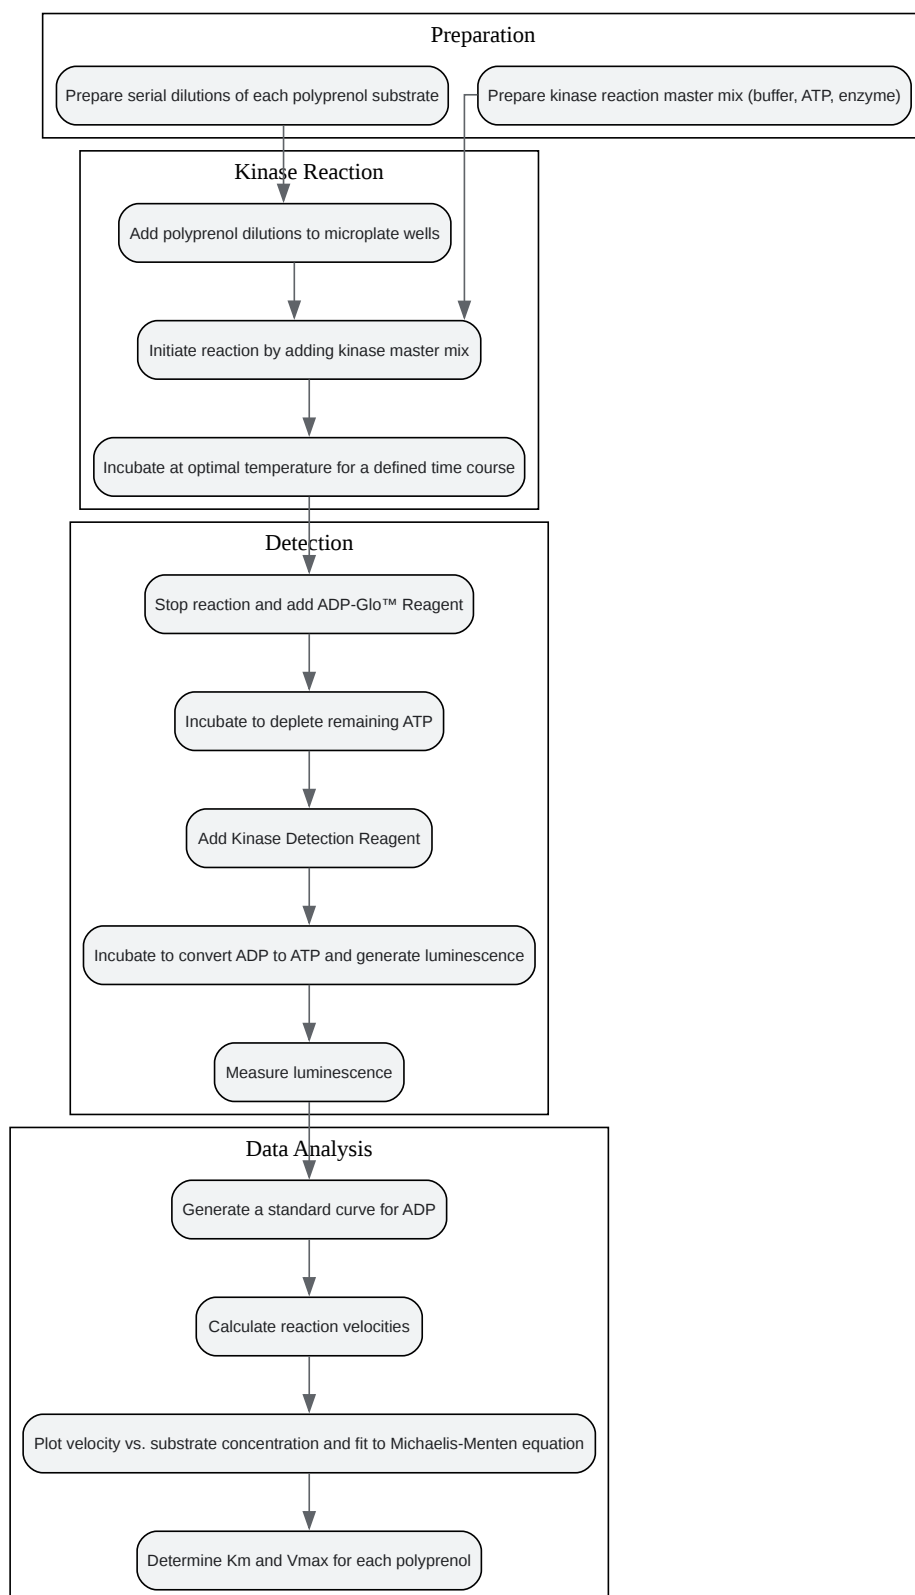 Preparation
Prepare serial dilutions of each polyprenol substrate
Prepare kinase reaction master mix (buffer, ATP, enzyme)
Kinase Reaction
Add polyprenol dilutions to microplate wells
Initiate reaction by adding kinase master mix
Incubate at optimal temperature for a defined time course
Detection
Stop reaction and add ADP-Glo™ Reagent
Incubate to deplete remaining ATP
Add Kinase Detection Reagent
Incubate to convert ADP to ATP and generate luminescence
Measure luminescence
Data Analysis
Generate a standard curve for ADP
Calculate reaction velocities
Plot velocity vs. substrate concentration and fit to Michaelis-Menten equation
Determine Km and Vmax for each polyprenol